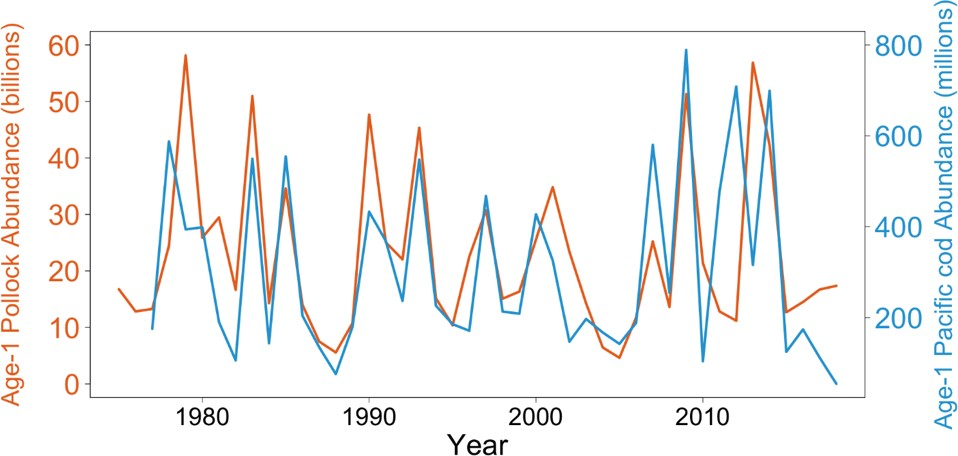 Age-1 Pollock Abundance (billions)
60
50
40
30
20
10
0
800
600
400
200
Age-1 Pacific cod Abundance (millions)
1980 1990 2000 2010
Year